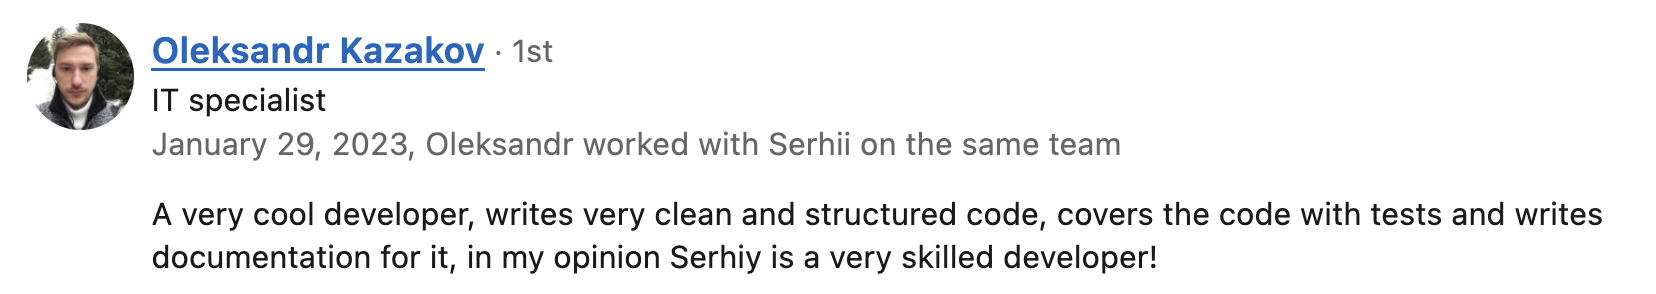 Oleksandr Kazakov · 1st
IT specialist
January 29, 2023, Oleksandr worked with Serhii on the same team
A very cool developer, writes very clean and structured code, covers the code with tests and writes
documentation for it, in my opinion Serhiy is a very skilled developer!